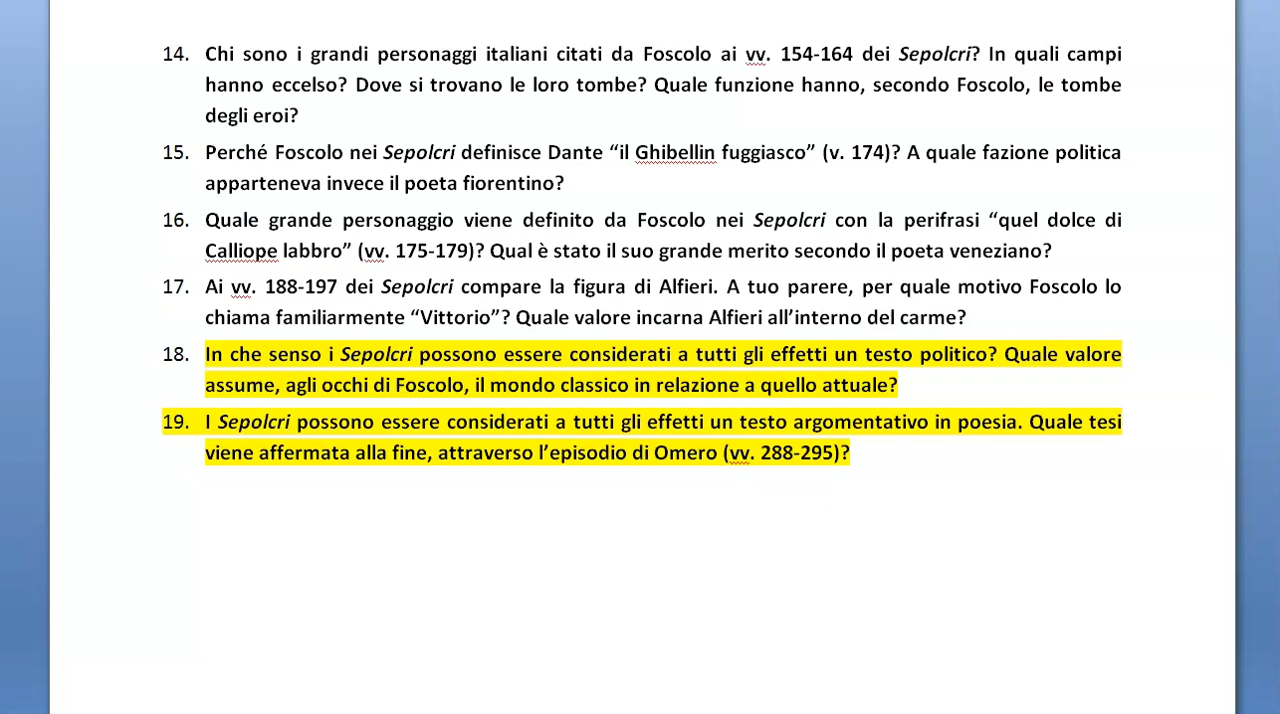 14. Chi sono i grandi personaggi italiani citati da Foscolo ai vv. 154-164 dei Sepolcri? In quali campi
hanno eccelso? Dove si trovano le loro tombe? Quale funzione hanno, secondo Foscolo, le tombe
degli eroi?
15. Perché Foscolo nei Sepolcri definisce Dante “il Ghibellin fuggiasco” (v. 174)? A quale fazione politica
apparteneva invece il poeta fiorentino?
16. Quale grande personaggio viene definito da Foscolo nei Sepolcri con la perifrasi “quel dolce di
Calliope labbro” (vv. 175-179)? Qual è stato il suo grande merito secondo il poeta veneziano?
17. Ai vv. 188-197 dei Sepolcri compare la figura di Alfieri. A tuo parere, per quale motivo Foscolo lo
chiama familiarmente “Vittorio”? Quale valore incarna Alfieri all’interno del carme?
18. In che senso i Sepolcri possono essere considerati a tutti gli effetti un testo politico? Quale valore
assume, agli occhi di Foscolo, il mondo classico in relazione a quello attuale?
19. I Sepolcri possono essere considerati a tutti gli effetti un testo argomentativo in poesia. Quale tesi
viene affermata alla fine, attraverso l’episodio di Omero (vv. 288-295)?